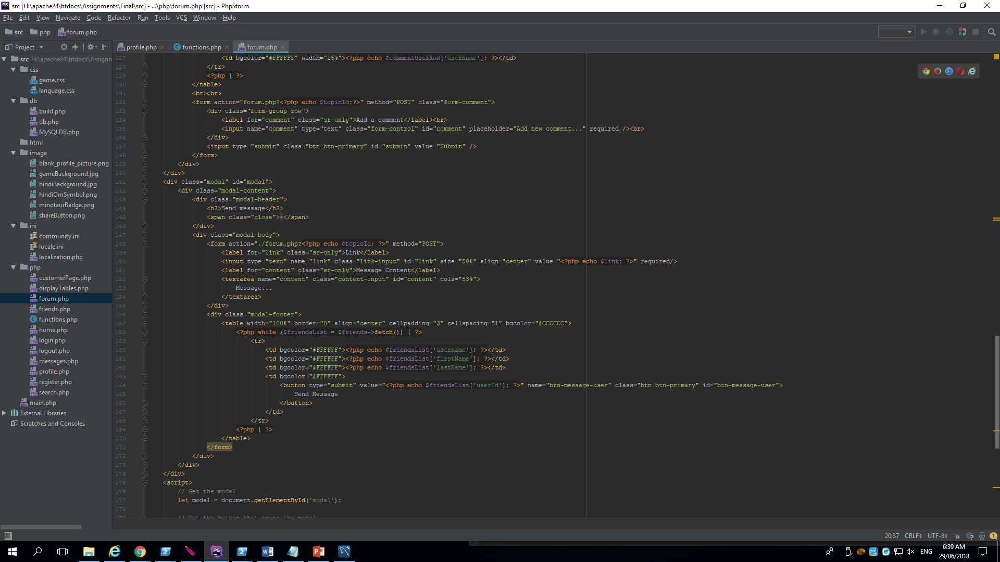 src [H:\apache24\htdocs\Assignments\Final\src] - ...\php\forum.php [src] - PhpStorm
File Edit View Navigate Code Refactor Run Tools VCS Window Help
src php forum.php
Project
profile.php functions.php forum.php
src H:\apache24\htdocs\Assignm
css
game.css
language.css
db
build.php
db.php
MySQLDB.php
html
image
blank_profile_picture.png
gameBackground.jpg
hindiBackground.jpg
hindiOmSymbol.png
minotaurBadge.png
shareButton.png
ini
community.ini
locale.ini
localization.php
php
customerPage.php
displayTables.php
forum.php
friends.php
functions.php
home.php
login.php
logout.php
messages.php
profile.php
register.php
search.php
main.php
External Libraries
Scratches and Consoles
127 <td bgcolor="#FFFFFF" width="15%"><?php echo $commentUserRow['username']; ?></td>
128 </tr>
129 <?php } ?>
130 </table>
131 <br><br>
132 <form action="forum.php?<?php echo $topicId;?>" method="POST" class="form-comment">
133 <div class="form-group row">
134 <label for="comment" class="sr-only">Add a comment</label><br>
135 <input name="comment" type="text" class="form-control" id="comment" placeholder="Add new comment..." required /><br>
136 </div>
137 <input type="submit" class="btn btn-primary" id="submit" value="Submit" />
138 </form>
139 </div>
140 </div>
141 <div class="modal" id="modal">
142 <div class="modal-content">
143 <div class="modal-header">
144 <h2>Send message</h2>
145 <span class="close">×</span>
146 </div>
147 <div class="modal-body">
148 <form action="./forum.php?<?php echo $topicId; ?>" method="POST">
149 <label for="link" class="sr-only">Link</label>
150 <input type="text" name="link" class="link-input" id="link" size="50%" align="center" value="<?php echo $link; ?>" required/>
151 <label for="content" class="sr-only">Message Content</label>
152 <textarea name="content" class="content-input" id="content" cols="53%">
153 Message...
154 </textarea>
155 </div>
156 <div class="modal-footer">
157 <table width="100%" border="0" align="center" cellpadding="3" cellspacing="1" bgcolor="#CCCCCC">
158 <?php while ($friendsList = $friends->fetch()) { ?>
159 <tr>
160 <td bgcolor="#FFFFFF"><?php echo $friendsList['username']; ?></td>
161 <td bgcolor="#FFFFFF"><?php echo $friendsList['firstName']; ?></td>
162 <td bgcolor="#FFFFFF"><?php echo $friendsList['lastName']; ?></td>
163 <td bgcolor="#FFFFFF">
164 <button type="submit" value="<?php echo $friendsList['userId']; ?>" name="btn-message-user" class="btn btn-primary" id="btn-message-user">
165 Send Message
166 </button>
167 </td>
168 </tr>
169 <?php } ?>
170 </table>
171 </form>
172 </div>
173 </div>
174 </div>
175 <script>
176 // Get the modal
177 let modal = document.getElementById('modal');
178
179 // Get the button that opens the modal
20:37 CRLF UTF-8 1
ENG
6:39 AM
29/06/2018